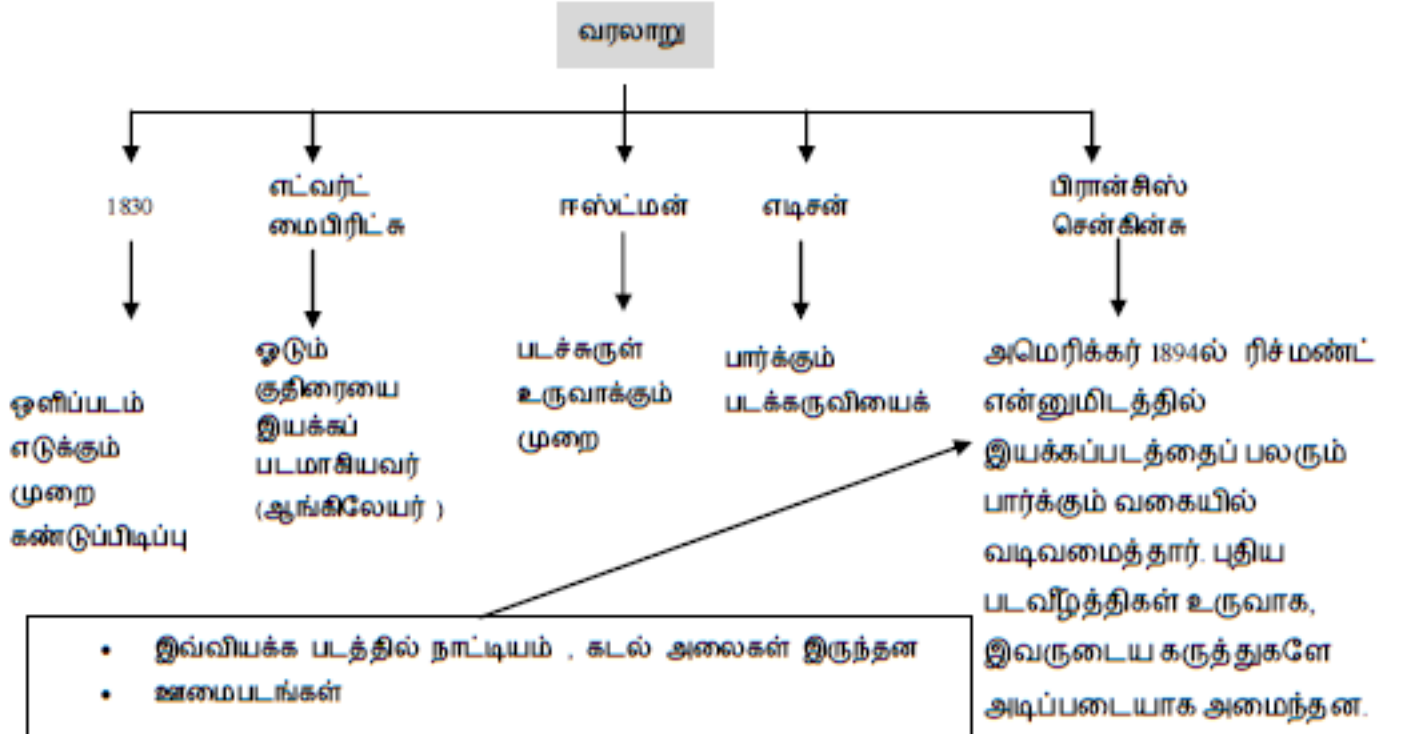 வரலாறு
1830
எட்வர்ட்
மைபிரிட்சு
ஈஸ்ட்மன்
எடிசன்
பிரான்சிஸ்
சென்கின்சு
ஒளிப்படம்
எடுக்கும்
முறை
கண்டுப்பிடிப்பு
ஓடும்
குதிரையை
இயக்கப்
படமாகியவர்
(ஆங்கிலேயர் )
படச்சுருள்
உருவாக்கும்
முறை
பார்க்கும்
படக்கருவியைக்
அமெரிக்கர் 1894ல் ரிச்மண்ட்
என்னுமிடத்தில்
இயக்கப்படத்தைப் பலரும்
பார்க்கும் வகையில்
வடிவமைத்தார். புதிய
படவீழ்த்திகள் உருவாக,
இவருடைய கருத்துகளே
அடிப்படையாக அமைந்தன.
• இவ்வியக்க படத்தில் நாட்டியம் , கடல் அலைகள் இருந்தன
• ஊமைபடங்கள்